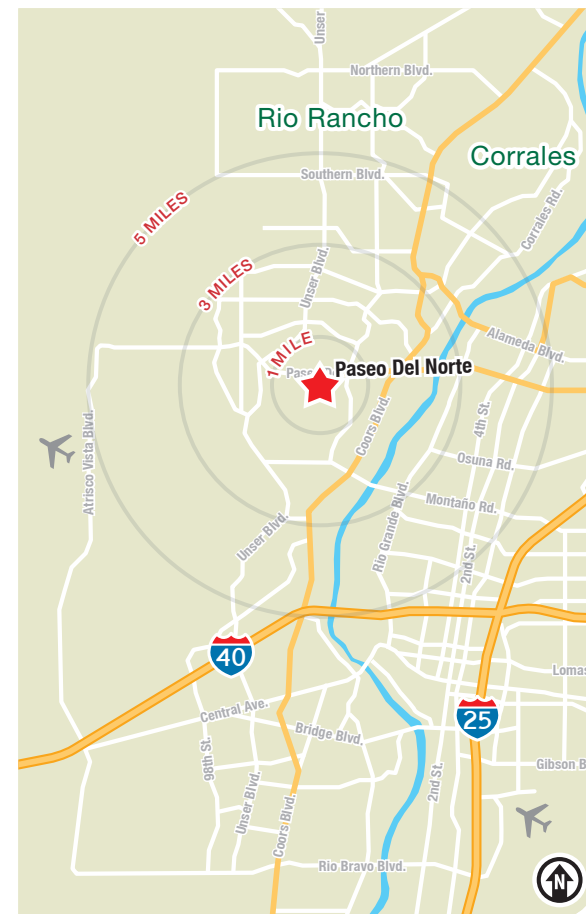 Unser
Northern Blvd.
Rio Rancho
Corrales
Southern Blvd.
5 MILES
Corrales Rd.
3 MILES
Unser Blvd.
Alameda Blvd.
1 MILE
Paseo Del Norte
Coors Blvd.
4th St.
Atrisco Vista Blvd.
Osuna Rd.
Montaño Rd.
Rio Grande Blvd.
Unser Blvd.
2nd St.
40
Central Ave.
25
Bridge Blvd.
98th St.
Unser Blvd.
Coors Blvd.
2nd St.
Gibson B
Lomas
Rio Bravo Blvd.
N